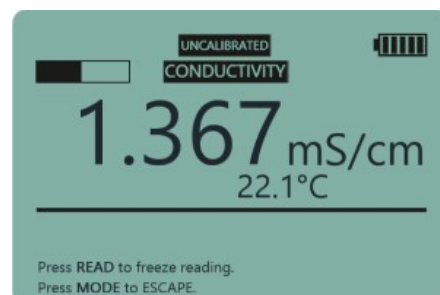 UNCALIBRATED
CONDUCTIVITY
1.367 mS/cm
22.1°C
Press READ to freeze reading.
Press MODE to ESCAPE.